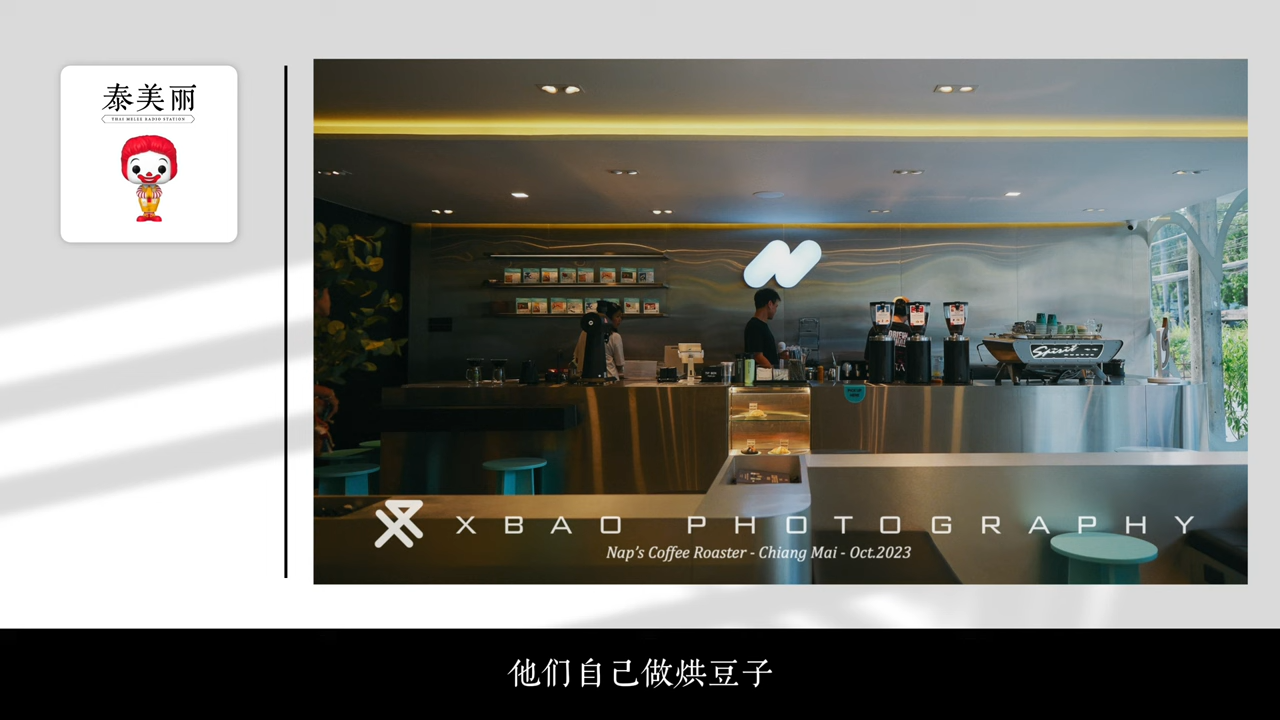 泰美丽
THAI MELEE RADIO STATION
Spirit
XBAO PHOTOGRAPHY
Nap's Coffee Roaster - Chiang Mai - Oct.2023
他们自己做烘豆子